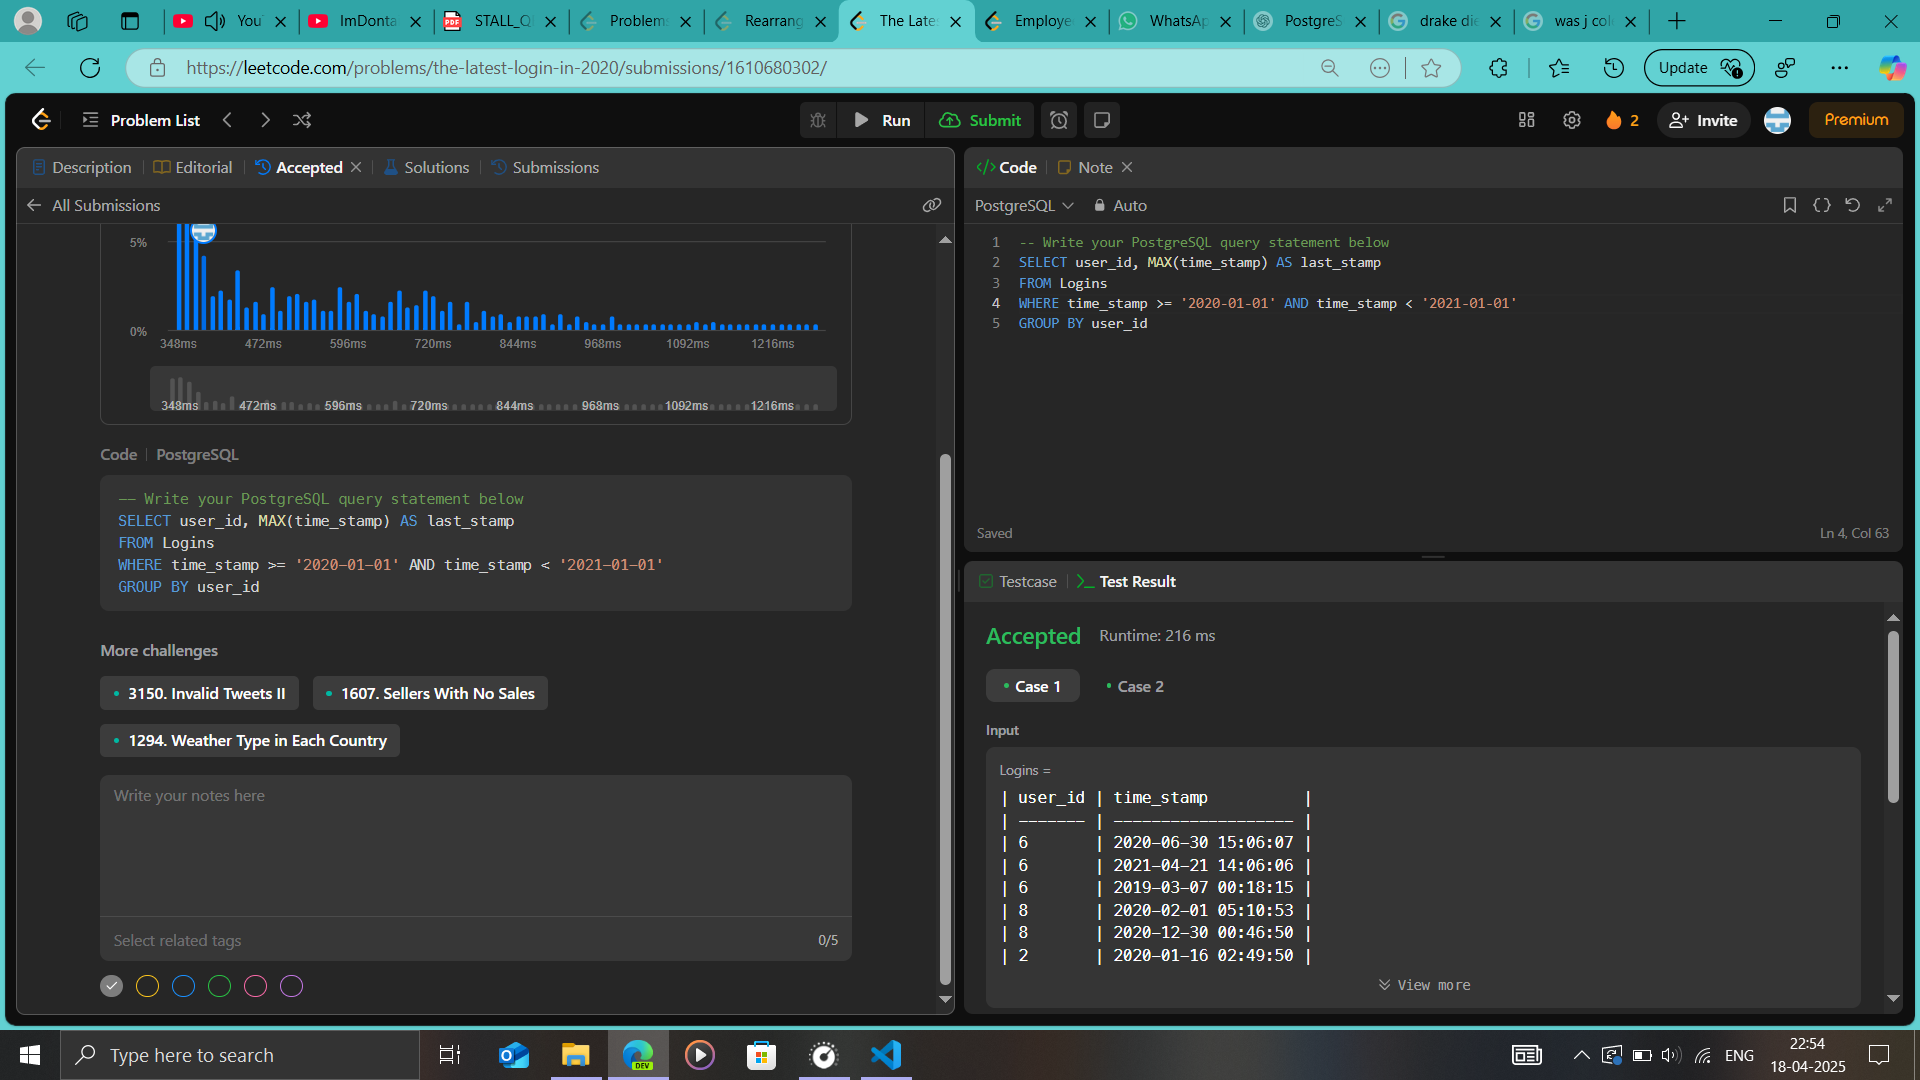 You
ImDonta
STALL_Q
Problem
Rearrang
The Late
Employe
WhatsAp
PostgreS
drake die
was j col
https://leetcode.com/problems/the-latest-login-in-2020/submissions/1610680302/
Update
Problem List
Run
Submit
2
Invite
Premium
Description
Editorial
Accepted
Solutions
Submissions
All Submissions
5%
0%
348ms 472ms 596ms 720ms 844ms 968ms 1092ms 1216ms
348ms 472ms 596ms 720ms 844ms 968ms 1092ms 1216ms
Code | PostgreSQL
-- Write your PostgreSQL query statement below
SELECT user_id, MAX(time_stamp) AS last_stamp
FROM Logins
WHERE time_stamp >= '2020-01-01' AND time_stamp < '2021-01-01'
GROUP BY user_id
More challenges
3150. Invalid Tweets II
1607. Sellers With No Sales
1294. Weather Type in Each Country
Write your notes here
Select related tags
0/5
</> Code
Note
PostgreSQL
Auto
1 -- Write your PostgreSQL query statement below
2 SELECT user_id, MAX(time_stamp) AS last_stamp
3 FROM Logins
4 WHERE time_stamp >= '2020-01-01' AND time_stamp < '2021-01-01'
5 GROUP BY user_id
Saved
Ln 4, Col 63
Testcase
Test Result
Accepted
Runtime: 216 ms
Case 1
Case 2
Input
Logins =
| user_id | time_stamp          |
| ------- | ------------------- |
| 6       | 2020-06-30 15:06:07 |
| 6       | 2021-04-21 14:06:06 |
| 6       | 2019-03-07 00:18:15 |
| 8       | 2020-02-01 05:10:53 |
| 8       | 2020-12-30 00:46:50 |
| 2       | 2020-01-16 02:49:50 |
View more
Type here to search
DEV
ENG
22:54
18-04-2025